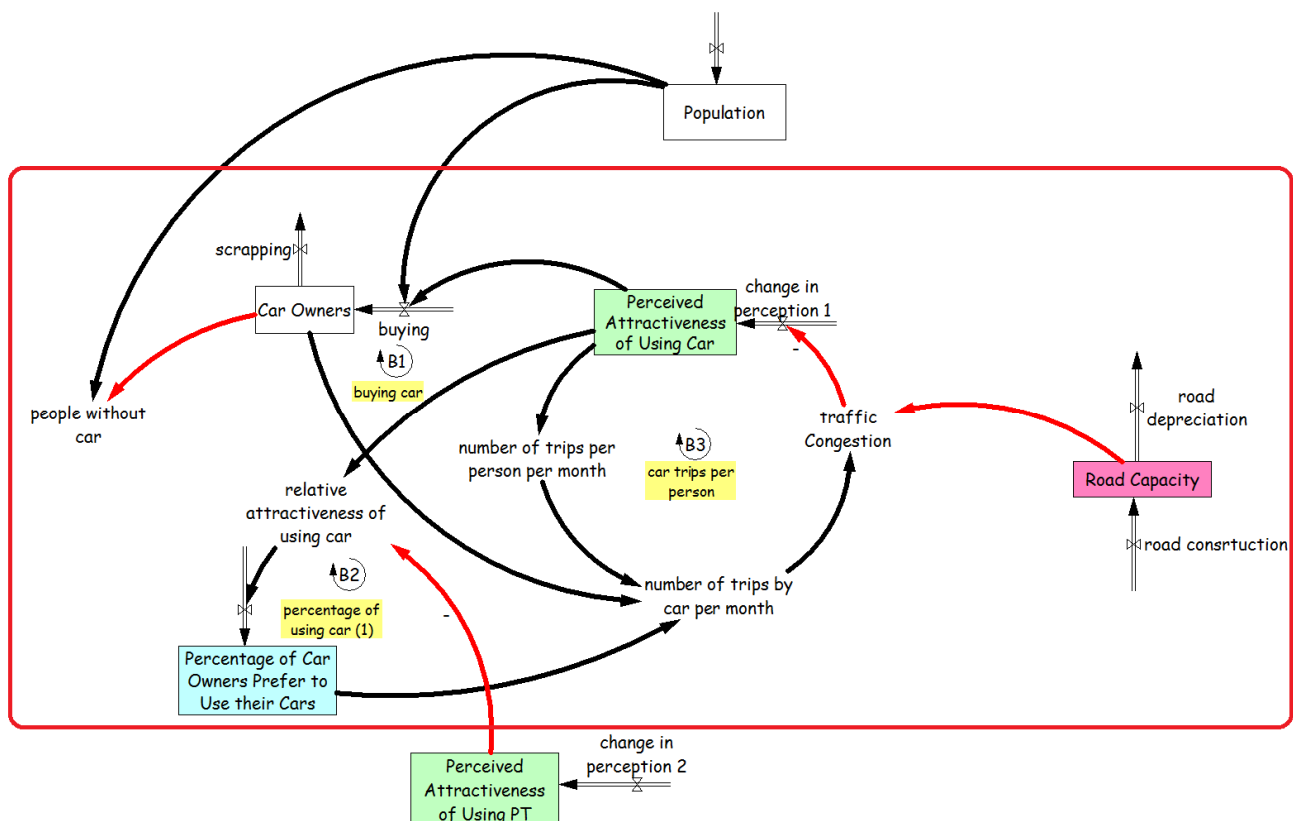 Population
scrapping
Car Owners
buying
B1
buying car
Perceived
Attractiveness
of Using Car
change in
perception 1
-
people without
car
number of trips per
person per month
B3
car trips per
person
traffic
Congestion
road
depreciation
Road Capacity
road consrtuction
relative
attractiveness of
using car
B2
percentage of
using car (1)
-
number of trips by
car per month
Percentage of Car
Owners Prefer to
Use their Cars
Perceived
Attractiveness
of Using PT
change in
perception 2